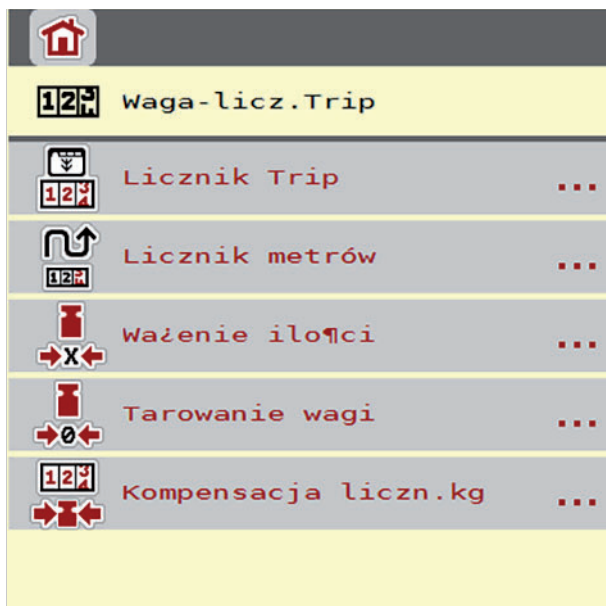 Waga-licz.Trip
Licznik Trip ...
Licznik metrów ...
Wa¿enie ilo¶ci ...
Tarowanie wagi ...
Kompensacja liczn.kg ...